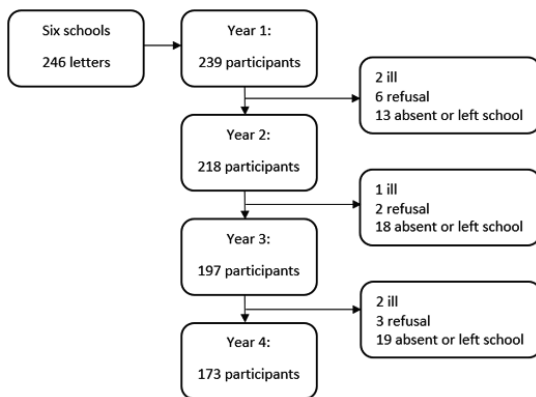 Six schools
246 letters
Year 1:
239 participants
2 ill
6 refusal
13 absent or left school
Year 2:
218 participants
1 ill
2 refusal
18 absent or left school
Year 3:
197 participants
2 ill
3 refusal
19 absent or left school
Year 4:
173 participants